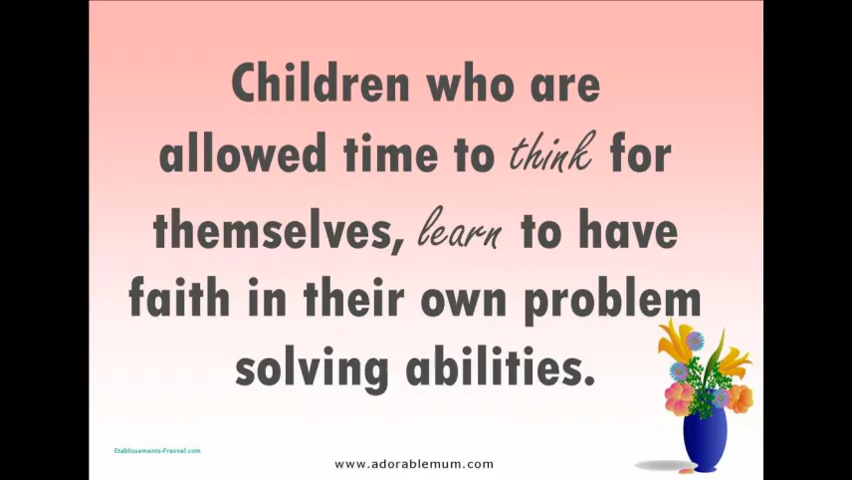 Children who are
allowed time to think for
themselves, learn to have
faith in their own problem
solving abilities.
Etablissements-Fresnel.com
www.adorablemum.com